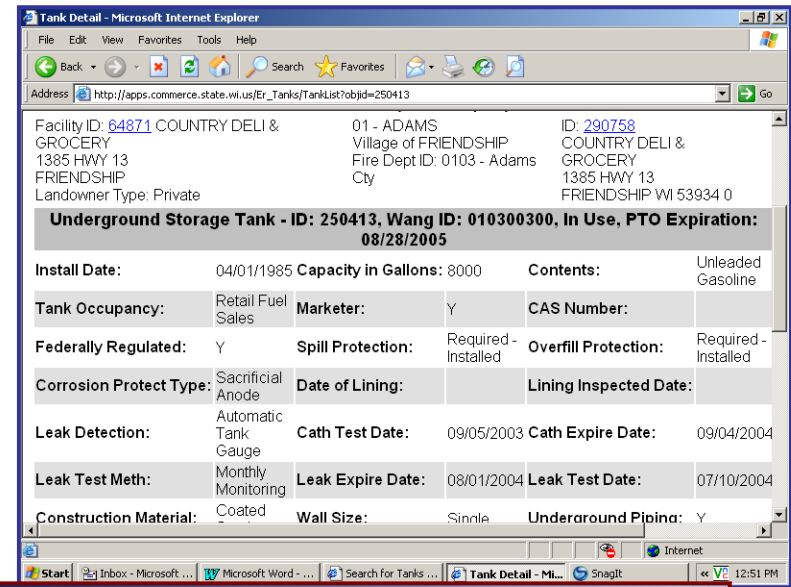 Tank Detail - Microsoft Internet Explorer
File Edit View Favorites Tools Help
Back Search Favorites
Address http://apps.commerce.state.wi.us/Er_Tanks/TankList?objid=250413 Go
Facility ID: 64871 COUNTRY DELI &
GROCERY
1385 HWY 13
FRIENDSHIP
Landowner Type: Private
01 - ADAMS
Village of FRIENDSHIP
Fire Dept ID: 0103 - Adams
Cty
ID: 290758
COUNTRY DELI &
GROCERY
1385 HWY 13
FRIENDSHIP WI 53934 0
Underground Storage Tank - ID: 250413, Wang ID: 010300300, In Use, PTO Expiration:
08/28/2005
Install Date: 04/01/1985 Capacity in Gallons: 8000 Contents: Unleaded
Gasoline
Tank Occupancy: Retail Fuel
Sales Marketer: Y CAS Number:
Federally Regulated: Y Spill Protection: Required -
Installed Overfill Protection: Required -
Installed
Corrosion Protect Type: Sacrificial
Anode Date of Lining: Lining Inspected Date:
Leak Detection: Automatic
Tank
Gauge Cath Test Date: 09/05/2003 Cath Expire Date: 09/04/2004
Leak Test Meth: Monthly
Monitoring Leak Expire Date: 08/01/2004 Leak Test Date: 07/10/2004
Construction Material: Coated
Wall Size: Single Underground Piping: Y
Internet
Start Inbox - Microsoft ... Microsoft Word - ... Search for Tanks ... Tank Detail - Mi... SnagIt « 12:51 PM